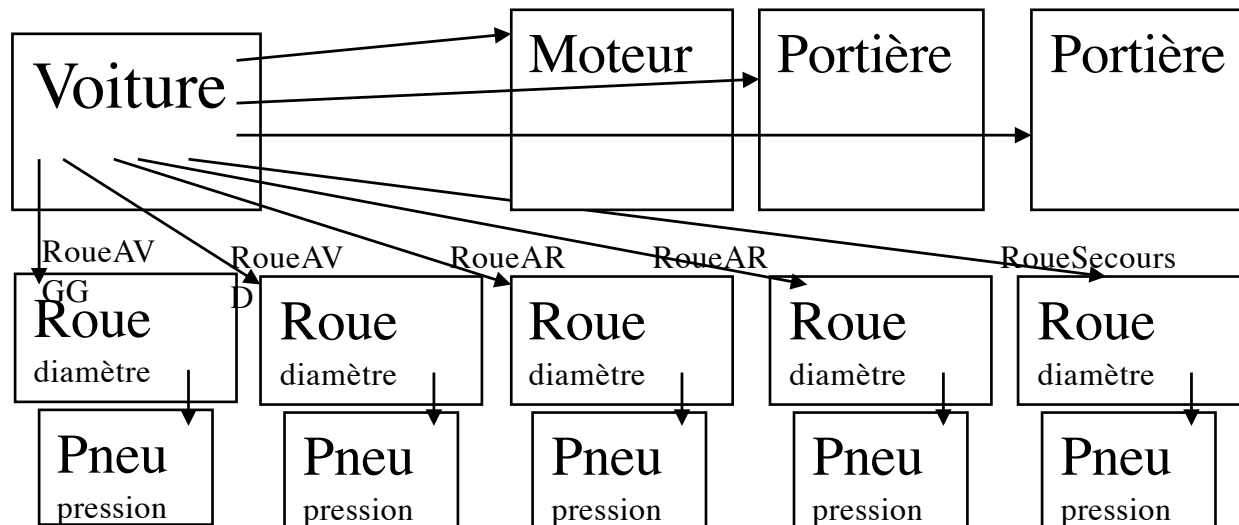 Voiture
Moteur
Portière
Portière
RoueAV
GG
RoueAV
D
RoueAR
RoueAR
RoueSecours
Roue
diamètre
Roue
diamètre
Roue
diamètre
Roue
diamètre
Roue
diamètre
Pneu
pression
Pneu
pression
Pneu
pression
Pneu
pression
Pneu
pression